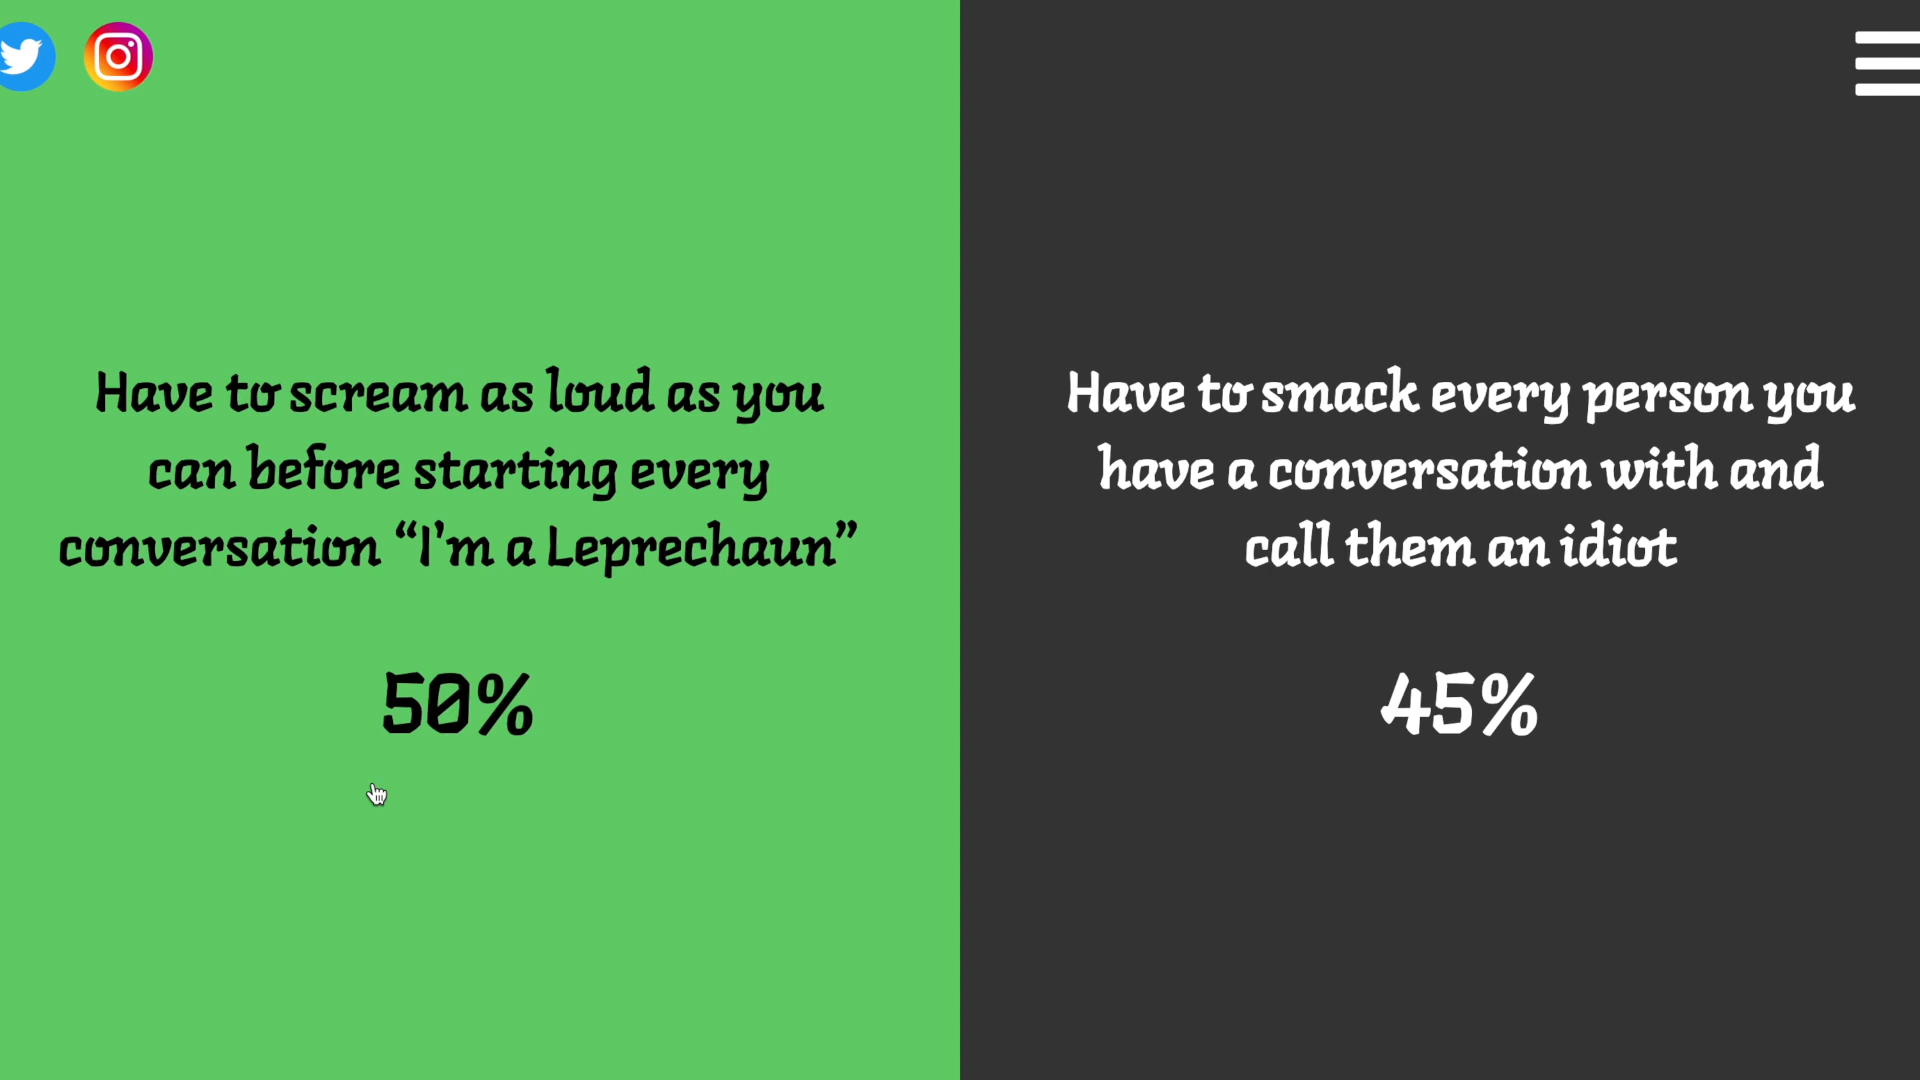 Have to scream as loud as you
can before starting every
conversation “I'm a Leprechaun”
50%
Have to smack every person you
have a conversation with and
call them an idiot
45%